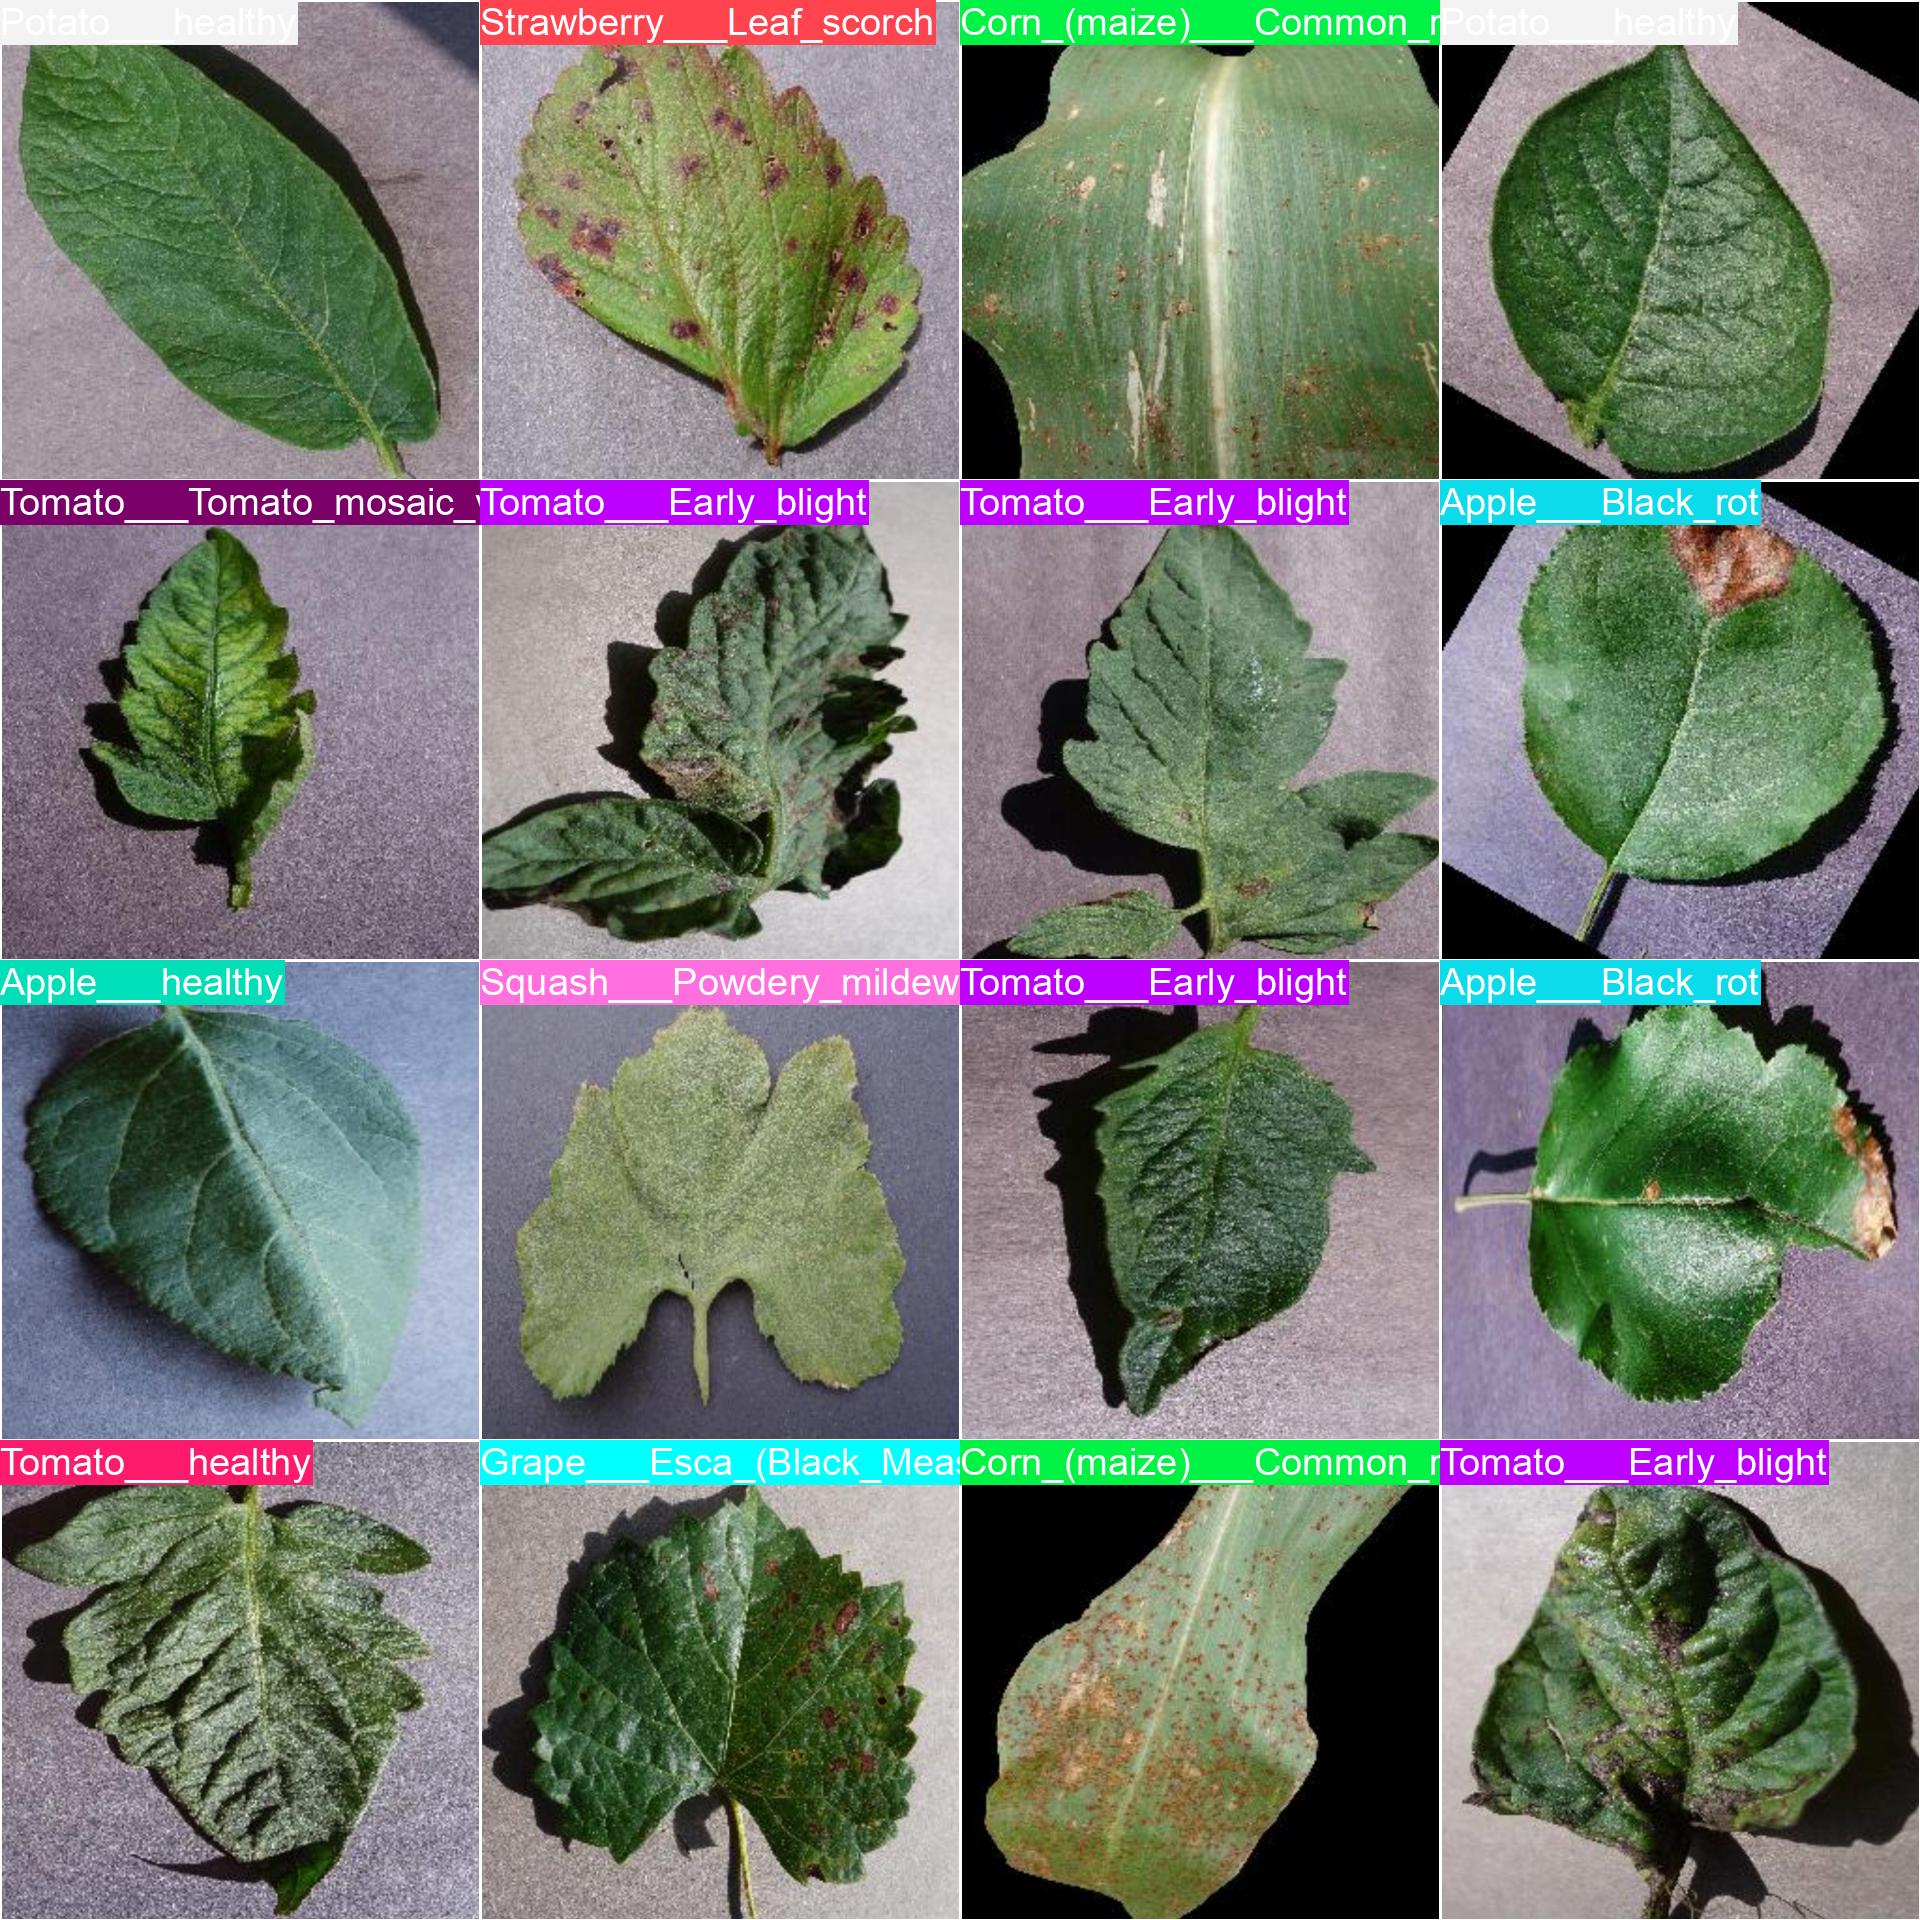 Potato___healthy
Strawberry___Leaf_scorch
Corn_(maize)___Common_r
Potato___healthy
Tomato___Tomato_mosaic_
Tomato___Early_blight
Tomato___Early_blight
Apple___Black_rot
Apple___healthy
Squash___Powdery_mildew
Tomato___Early_blight
Apple___Black_rot
Tomato___healthy
Grape___Esca_(Black_Meas
Corn_(maize)___Common_r
Tomato___Early_blight